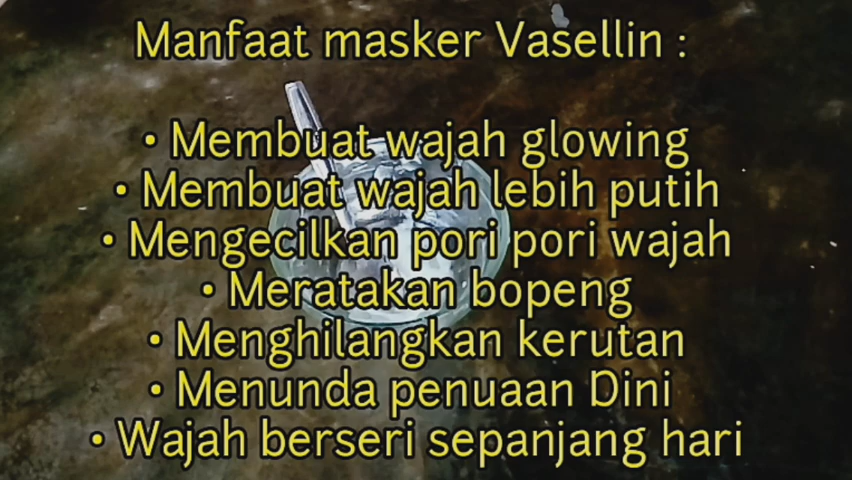 Manfaat masker Vasellin :
• Membuat wajah glowing
• Membuat wajah lebih putih
• Mengecilkan pori pori wajah
• Meratakan bopeng
• Menghilangkan kerutan
• Menunda penuaan Dini
• Wajah berseri sepanjang hari